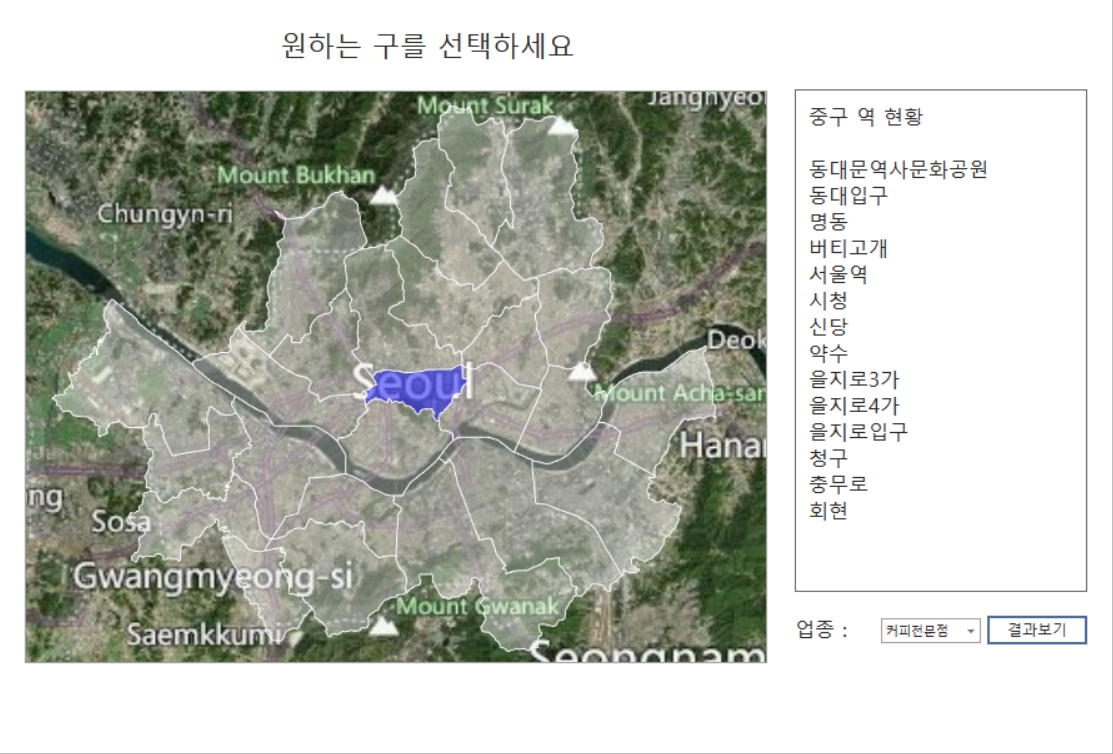 원하는 구를 선택하세요
Mount Surak
Janghyeo
Mount Bukhan
Chungyn-ri
Deok
Seoul
Mount Acha-san
Hanan
ng
Sosa
Gwangmyeong-si
Mount Gwanak
Saemkkumi
Seongnam
중구 역 현황
동대문역사문화공원
동대입구
명동
버티고개
서울역
시청
신당
약수
을지로3가
을지로4가
을지로입구
청구
충무로
회현
업종 : 커피전문점 결과보기